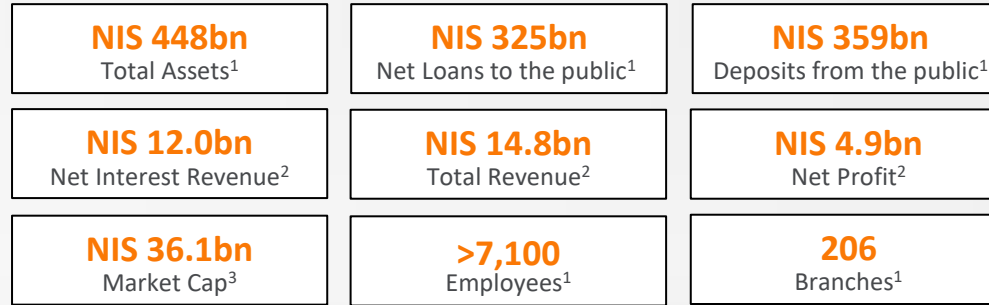 NIS 448bn
Total Assets¹
NIS 325bn
Net Loans to the public¹
NIS 359bn
Deposits from the public¹
NIS 12.0bn
Net Interest Revenue²
NIS 14.8bn
Total Revenue²
NIS 4.9bn
Net Profit²
NIS 36.1bn
Market Cap³
>7,100
Employees¹
206
Branches¹